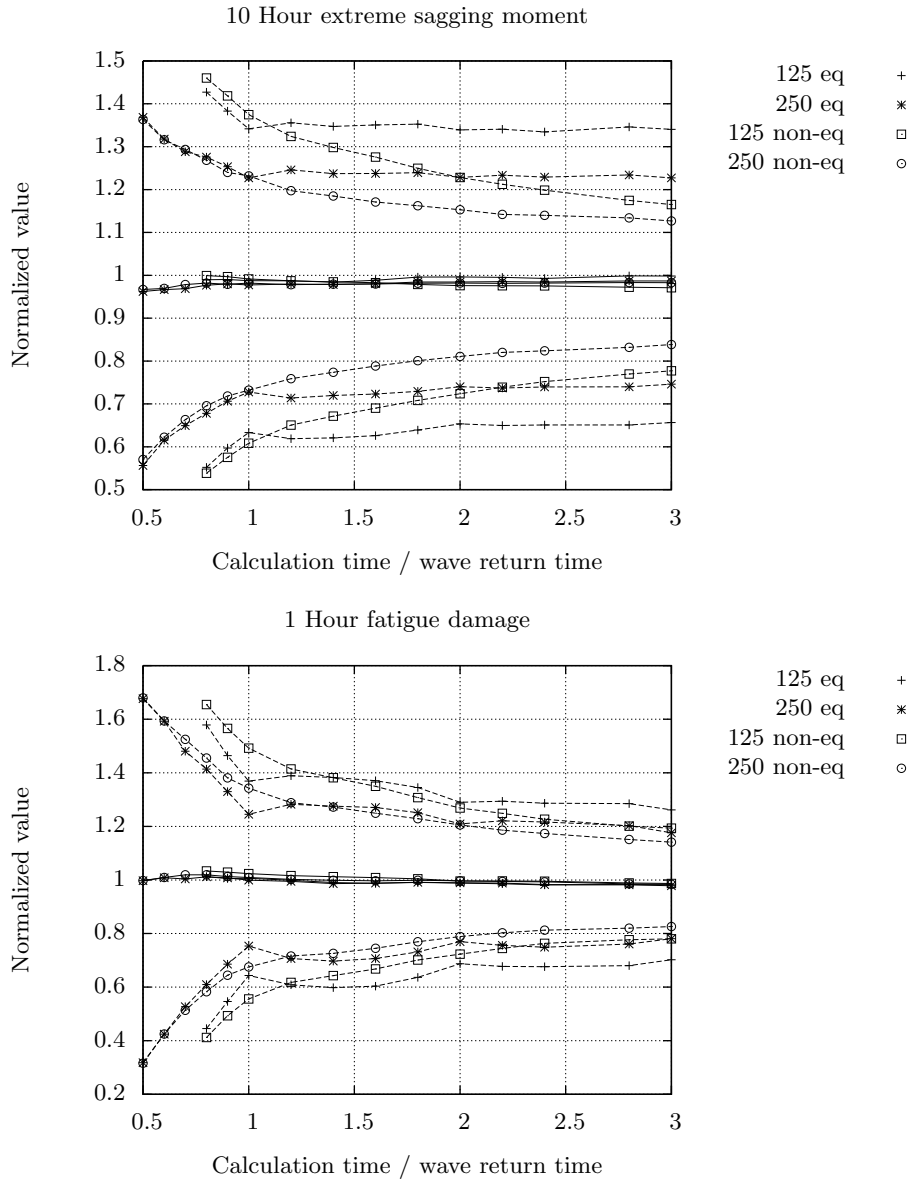 10 Hour extreme sagging moment
1.5
1.4
1.3
1.2
1.1
1
0.9
0.8
0.7
0.6
0.5
Normalized value
0.5 1 1.5 2 2.5 3
Calculation time / wave return time
125 eq
250 eq
125 non-eq
250 non-eq
1 Hour fatigue damage
1.8
1.6
1.4
1.2
1
0.8
0.6
0.4
0.2
Normalized value
0.5 1 1.5 2 2.5 3
Calculation time / wave return time
125 eq
250 eq
125 non-eq
250 non-eq